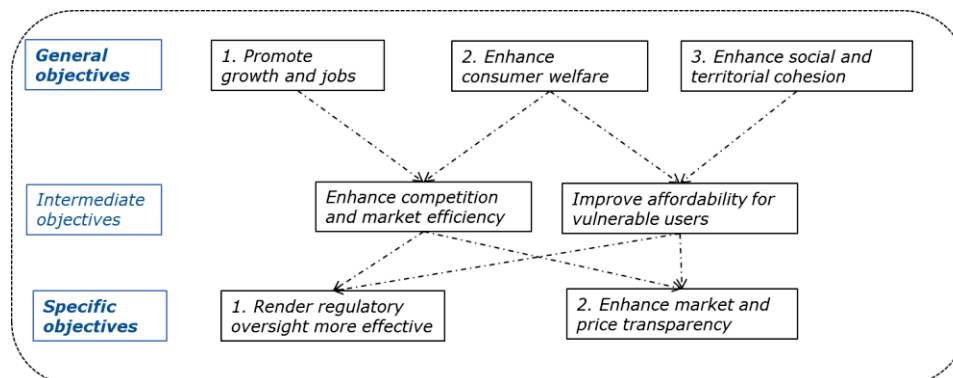 General
objectives
1. Promote
growth and jobs
2. Enhance
consumer welfare
3. Enhance social and
territorial cohesion
Intermediate
objectives
Enhance competition
and market efficiency
Improve affordability for
vulnerable users
Specific
objectives
1. Render regulatory
oversight more effective
2. Enhance market and
price transparency